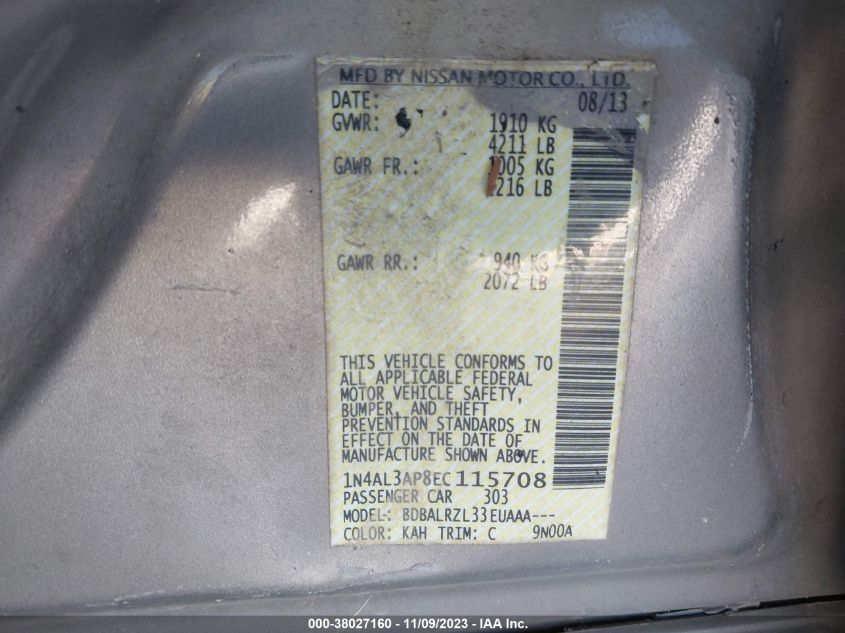 MFD BY NISSAN MOTOR CO., LTD.
DATE: 08/13
GVWR: 1910 KG
4211 LB
GAWR FR.: 1005 KG
2216 LB
GAWR RR.: 940 KG
2072 LB
THIS VEHICLE CONFORMS TO
ALL APPLICABLE FEDERAL
MOTOR VEHICLE SAFETY,
BUMPER, AND THEFT
PREVENTION STANDARDS IN
EFFECT ON THE DATE OF
MANUFACTURE SHOWN ABOVE.
1N4AL3AP8EC115708
PASSENGER CAR 303
MODEL: BDBALRZL33EUAAA---
COLOR: KAH TRIM: C 9N00A
000-38027160 - 11/09/2023 - IAA Inc.